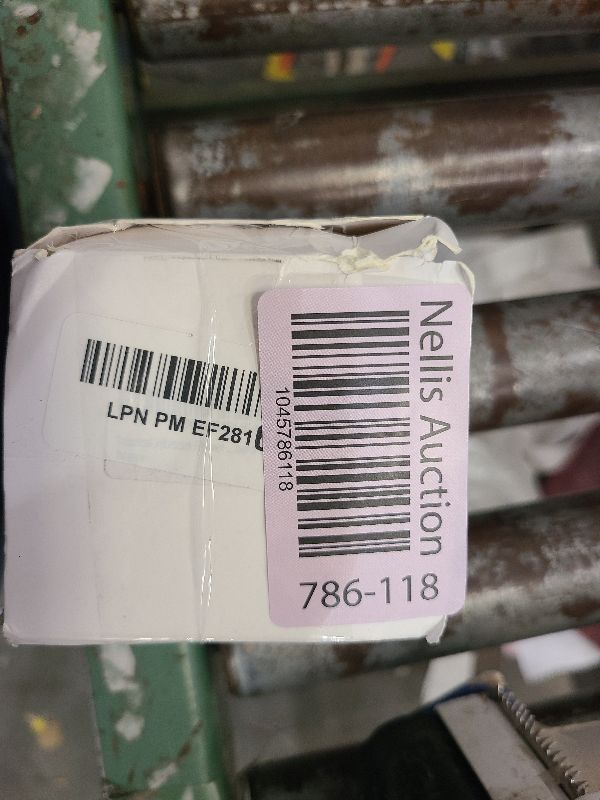 LPN PM EF281
Nellis Auction
1045786118
786-118